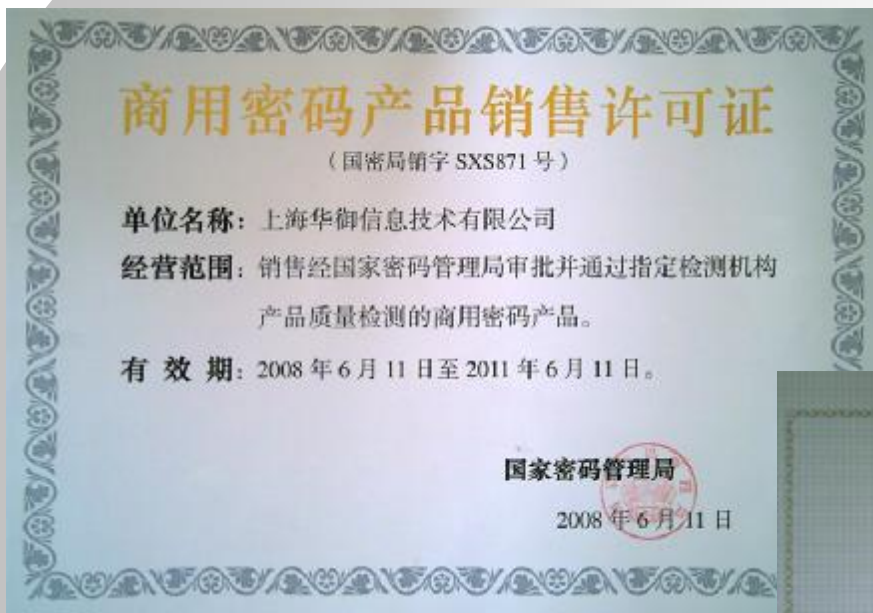 商用密码产品销售许可证
（国密局销字 SXS871 号）
单位名称：上海华御信息技术有限公司
经营范围：销售经国家密码管理局审批并通过指定检测机构
产品质量检测的商用密码产品。
有 效 期：2008 年 6 月 11 日至 2011 年 6 月 11 日。
国家密码管理局
2008 年 6 月 11 日